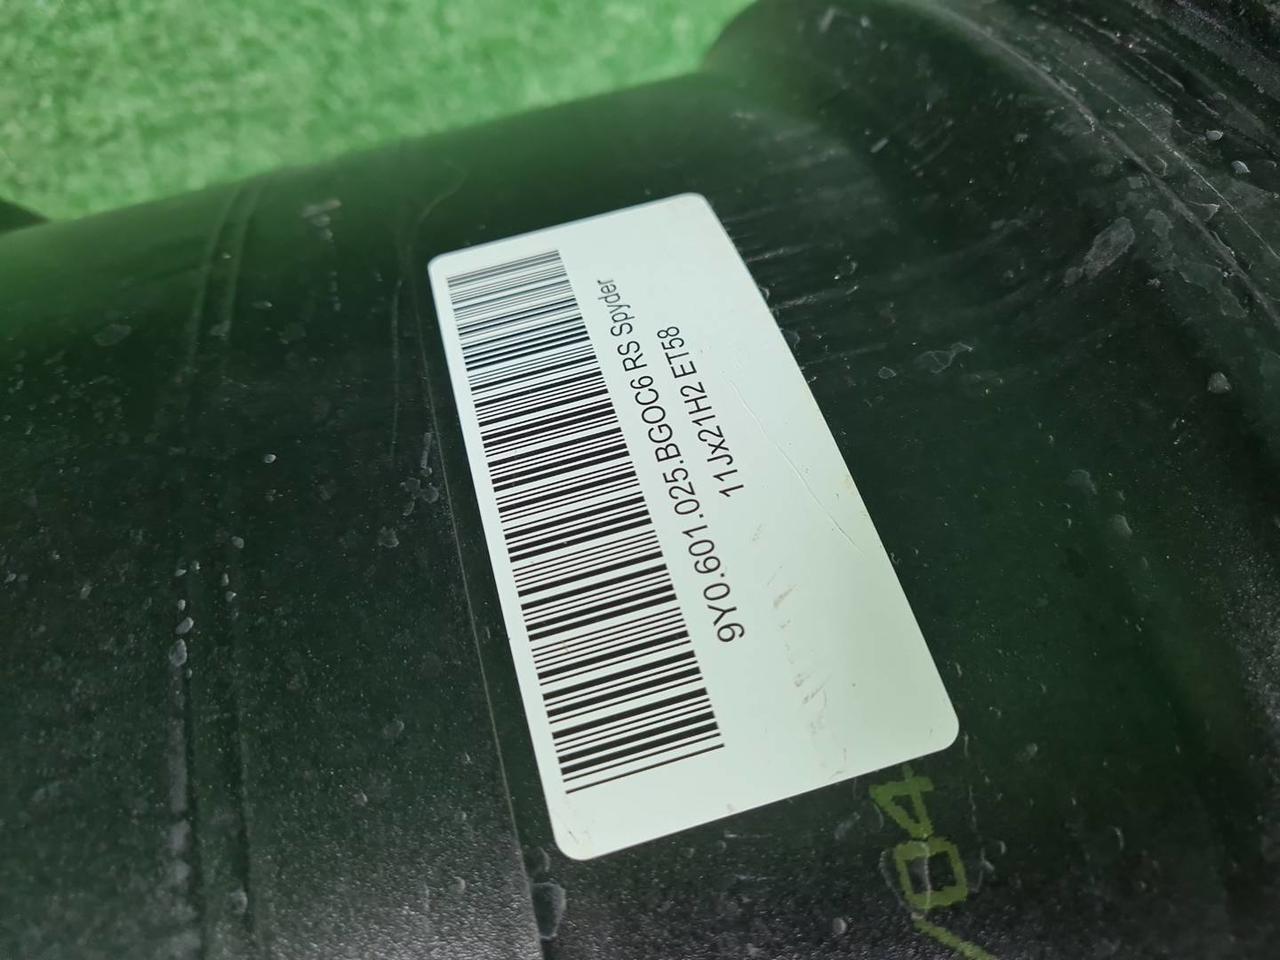 9Y0.601.025.BGOC6 RS Spyder
11JX21H2 ET58